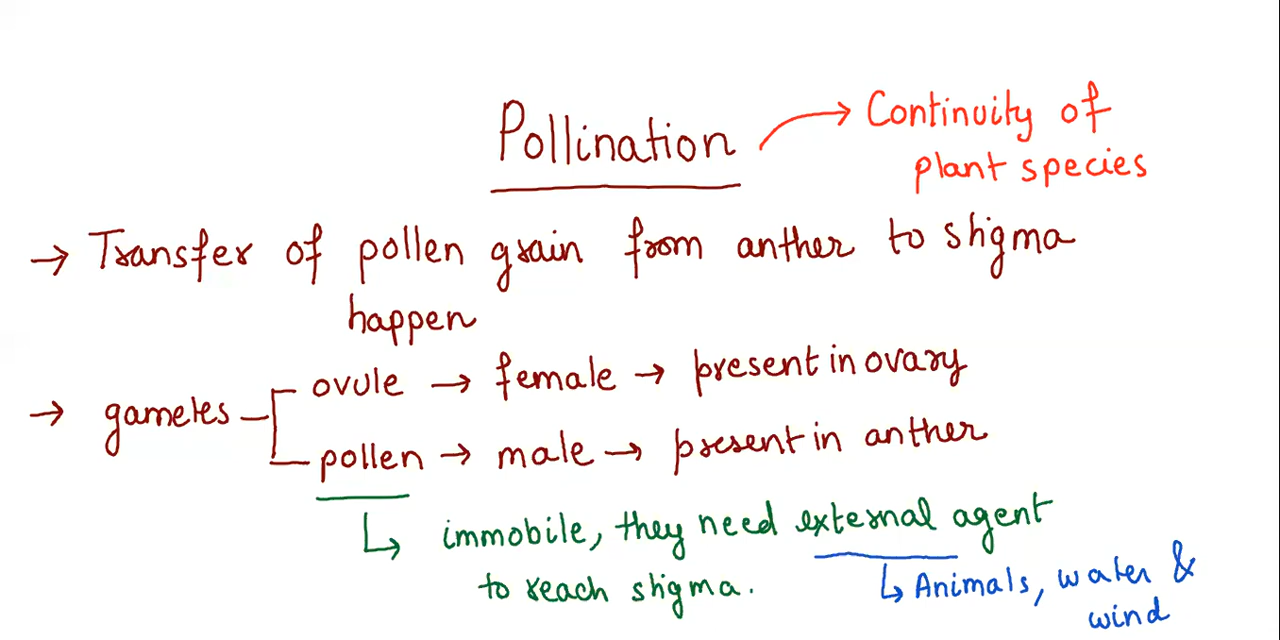 Pollination → Continuity of
plant species
→ Transfer of pollen grain from anther to stigma
happen
→ gametes
ovule → female → present in ovary
pollen → male → present in anther
↳ immobile, they need external agent
to reach stigma.
↳ Animals, water &
wind